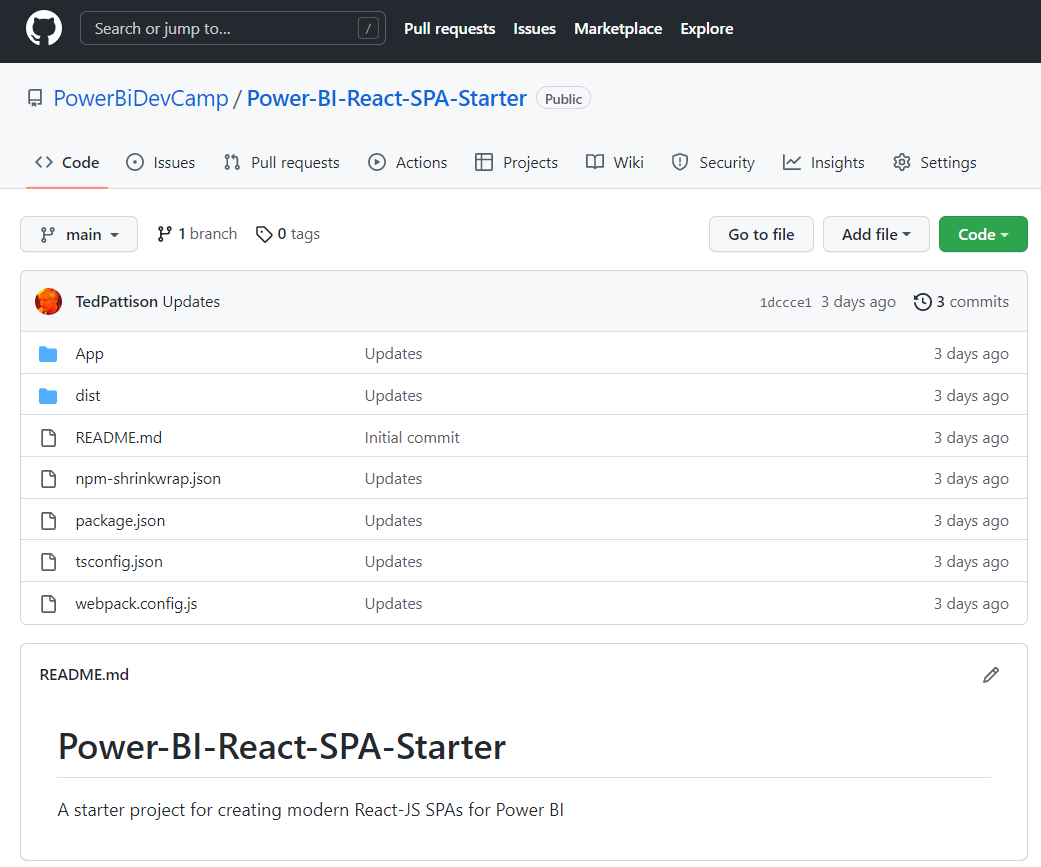 Search or jump to... / Pull requests Issues Marketplace Explore
PowerBiDevCamp / Power-BI-React-SPA-Starter Public
Code Issues Pull requests Actions Projects Wiki Security Insights Settings
main 1 branch 0 tags Go to file Add file Code
TedPattison Updates 1dccce1 3 days ago 3 commits
App Updates 3 days ago
dist Updates 3 days ago
README.md Initial commit 3 days ago
npm-shrinkwrap.json Updates 3 days ago
package.json Updates 3 days ago
tsconfig.json Updates 3 days ago
webpack.config.js Updates 3 days ago
README.md
Power-BI-React-SPA-Starter
A starter project for creating modern React-JS SPAs for Power BI